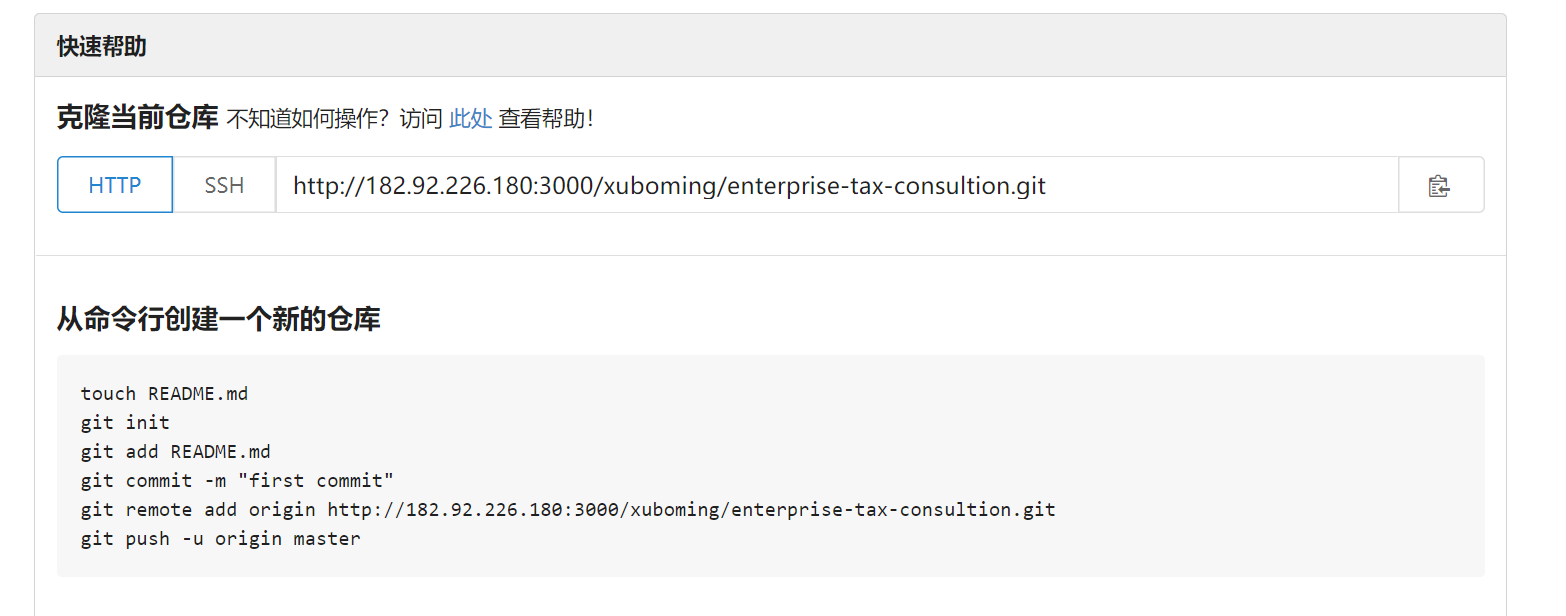 快速帮助
克隆当前仓库 不知道如何操作？访问 此处 查看帮助！
HTTP SSH http://182.92.226.180:3000/xuboming/enterprise-tax-consultion.git
从命令行创建一个新的仓库
touch README.md
git init
git add README.md
git commit -m "first commit"
git remote add origin http://182.92.226.180:3000/xuboming/enterprise-tax-consultion.git
git push -u origin master